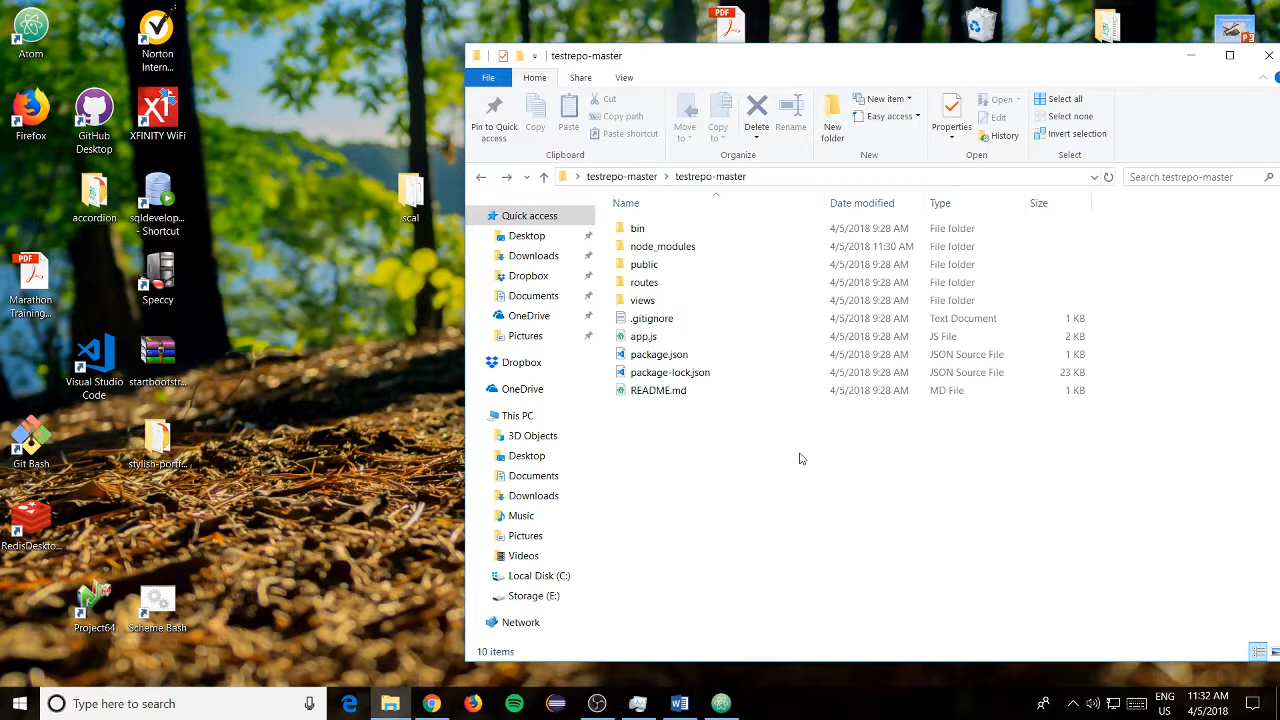 Atom
Norton
Intern...
Firefox
GitHub
Desktop
XFINITY WiFi
accordion
sqldevelop...
- Shortcut
scal
PDF
Marathon
Training...
Speccy
Visual Studio
Code
startbootstr...
Git Bash
stylish-portf...
RedisDeskto...
Project64
Scheme Bash
PDF
testrepo-master
File
Home
Share
View
Pin to Quick
access
Copy
Paste
Cut
Copy path
Paste shortcut
Clipboard
Move
to
Copy
to
Delete
Rename
Organize
New
folder
New item
Easy access
New
Properties
Open
Edit
History
Open
Select all
Select none
Invert selection
Select
testrepo-master > testrepo-master
Search testrepo-master
Name Date modified Type Size
Quick access
Desktop
Downloads
Dropbox
Documents
OneDrive
Pictures
Dropbox
OneDrive
This PC
3D Objects
Desktop
Documents
Downloads
Music
Pictures
Videos
Local Disk (C:)
Storage (E:)
Network
bin 4/5/2018 9:28 AM File folder
node_modules 4/5/2018 11:30 AM File folder
public 4/5/2018 9:28 AM File folder
routes 4/5/2018 9:28 AM File folder
views 4/5/2018 9:28 AM File folder
.gitignore 4/5/2018 9:28 AM Text Document 1 KB
app.js 4/5/2018 9:28 AM JS File 2 KB
package.json 4/5/2018 9:28 AM JSON Source File 1 KB
package-lock.json 4/5/2018 9:28 AM JSON Source File 23 KB
README.md 4/5/2018 9:28 AM MD File 1 KB
10 items
Type here to search
ENG
US
11:32 AM
4/5/2018